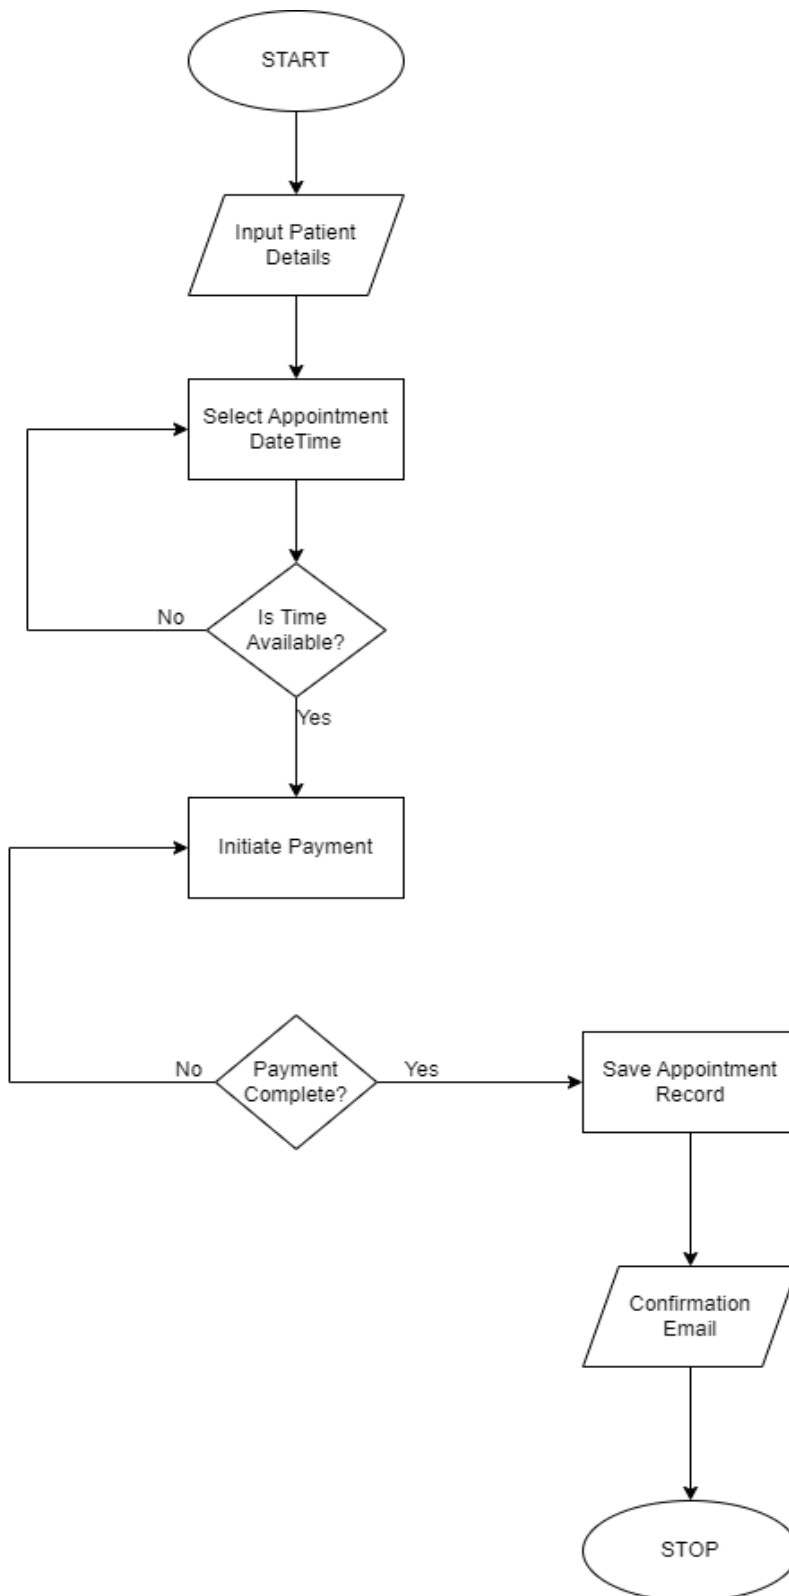 START
Input Patient
Details
Select Appointment
DateTime
No
Is Time
Available?
Yes
Initiate Payment
No
Payment
Complete?
Yes
Save Appointment
Record
Confirmation
Email
STOP